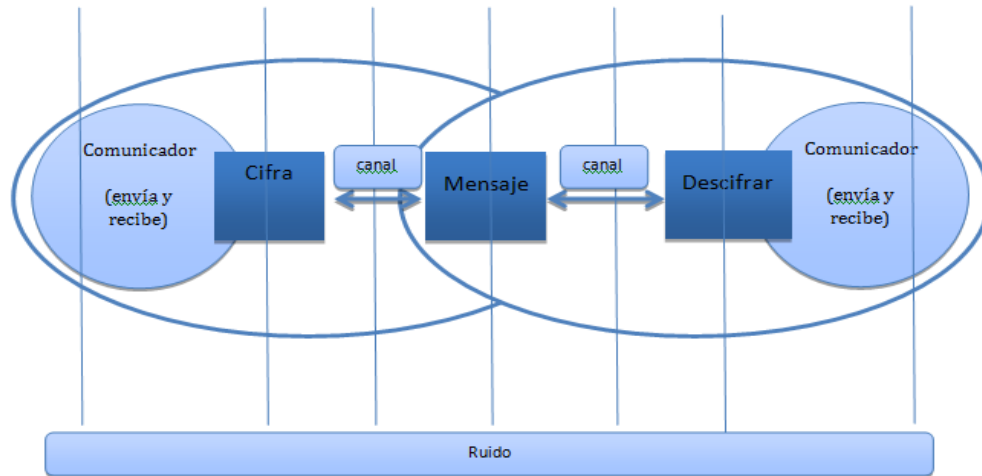 Comunicador
(envía y
recibe)
Cifra
canal
Mensaje
canal
Descifrar
Comunicador
(envía y
recibe)
Ruido